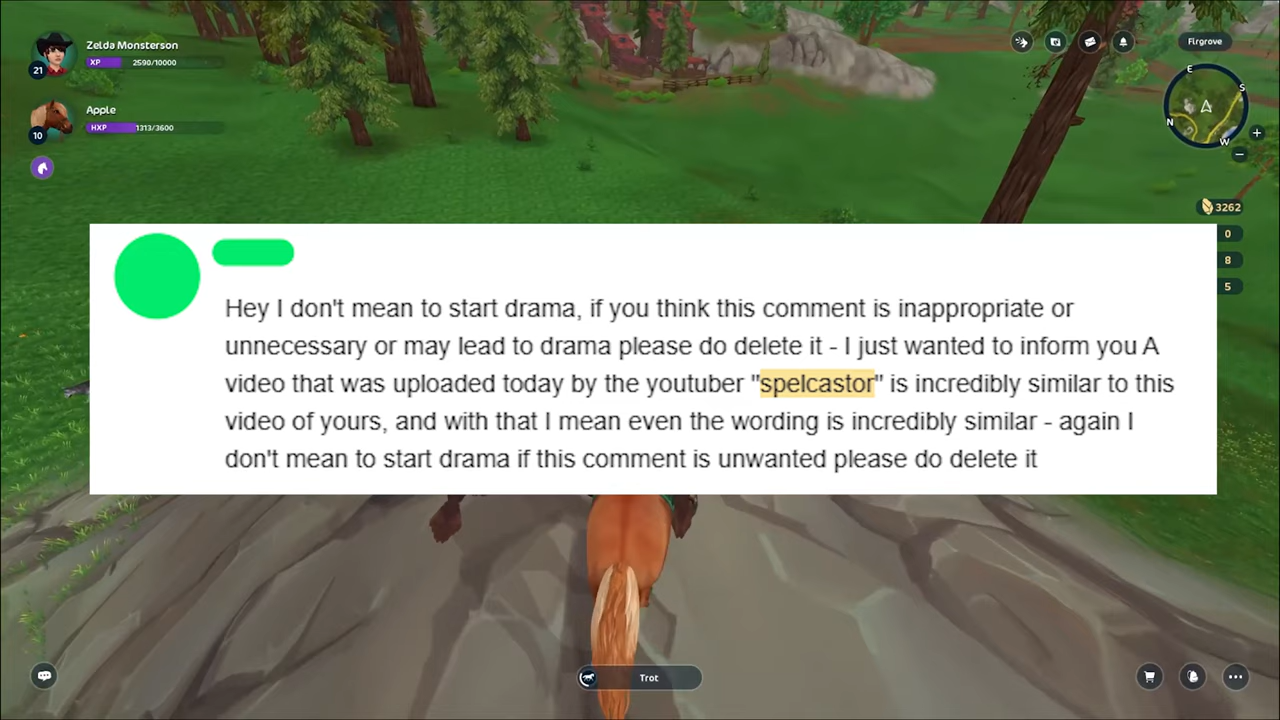 Zelda Monsterson
21
XP
2590/10000
Apple
10
HXP
1313/3600
Firgrove
E
S
N
W
3262
0
8
5
Hey I don't mean to start drama, if you think this comment is inappropriate or
unnecessary or may lead to drama please do delete it - I just wanted to inform you A
video that was uploaded today by the youtuber "spelcastor" is incredibly similar to this
video of yours, and with that I mean even the wording is incredibly similar - again I
don't mean to start drama if this comment is unwanted please do delete it
Trot